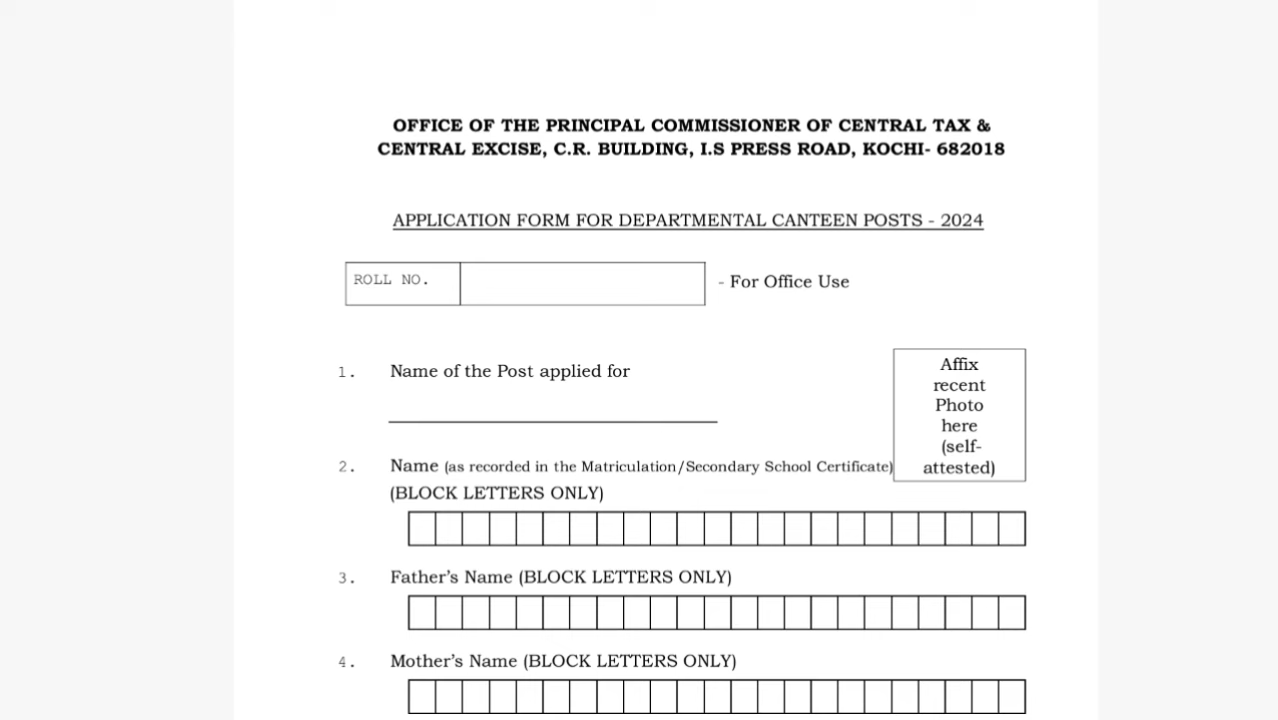 OFFICE OF THE PRINCIPAL COMMISSIONER OF CENTRAL TAX &
CENTRAL EXCISE, C.R. BUILDING, I.S PRESS ROAD, KOCHI- 682018
APPLICATION FORM FOR DEPARTMENTAL CANTEEN POSTS - 2024
ROLL NO.
- For Office Use
1. Name of the Post applied for
Affix
recent
Photo
here
(self-
attested)
2. Name (as recorded in the Matriculation/Secondary School Certificate)
(BLOCK LETTERS ONLY)
3. Father’s Name (BLOCK LETTERS ONLY)
4. Mother’s Name (BLOCK LETTERS ONLY)